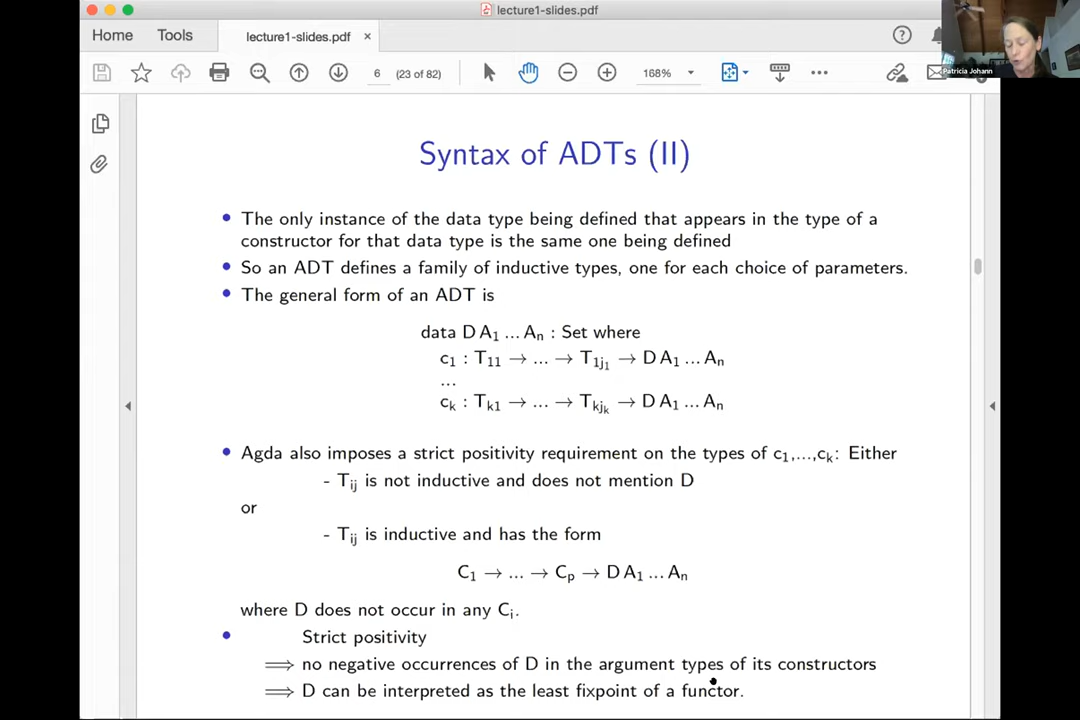 lecture1-slides.pdf
Home Tools lecture1-slides.pdf ×
6 (23 of 82) 168%
Patricia Johann
Syntax of ADTs (II)
• The only instance of the data type being defined that appears in the type of a
constructor for that data type is the same one being defined
• So an ADT defines a family of inductive types, one for each choice of parameters.
• The general form of an ADT is
data D A₁ ... Aₙ : Set where
c₁ : T₁₁ → ... → T₁ⱼ₁ → D A₁ ... Aₙ
...
cₖ : Tₖ₁ → ... → Tₖⱼₖ → D A₁ ... Aₙ
• Agda also imposes a strict positivity requirement on the types of c₁,...,cₖ: Either
- Tᵢⱼ is not inductive and does not mention D
or
- Tᵢⱼ is inductive and has the form
C₁ → ... → Cₚ → D A₁ ... Aₙ
where D does not occur in any Cᵢ.
• Strict positivity
⟹ no negative occurrences of D in the argument types of its constructors
⟹ D can be interpreted as the least fixpoint of a functor.